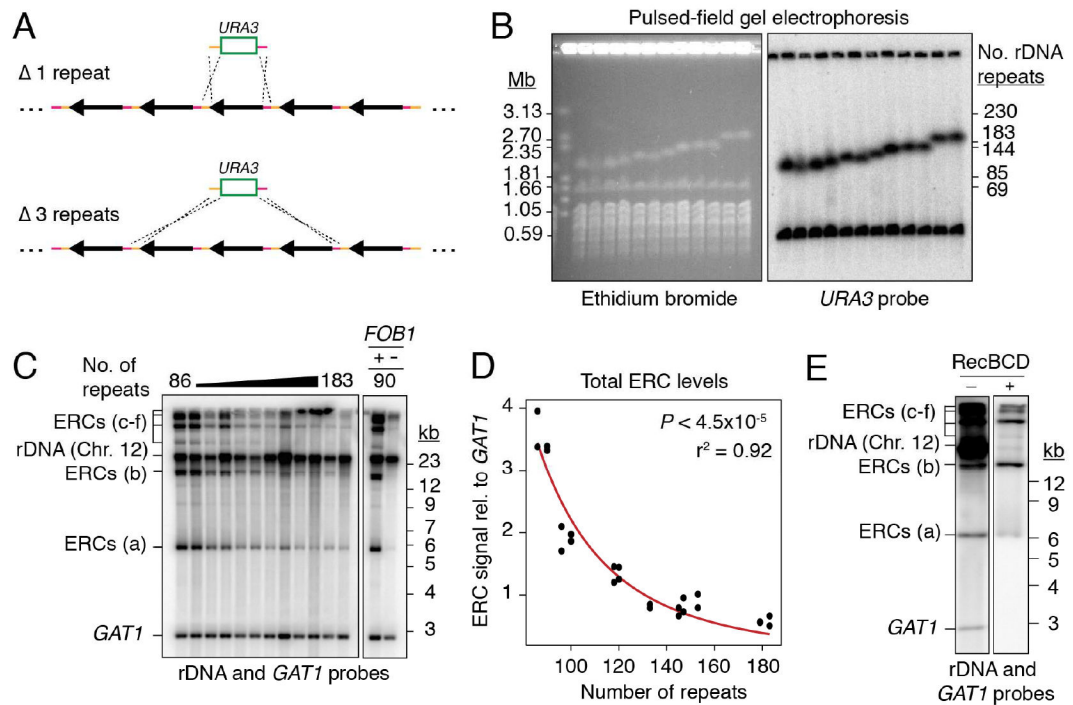 A
URA3
Δ 1 repeat
... ...
URA3
Δ 3 repeats
... ...
B
Pulsed-field gel electrophoresis
Mb
3.13
2.70
2.35
1.81
1.66
1.05
0.59
Ethidium bromide
No. rDNA
repeats
230
183
144
85
69
URA3 probe
C
No. of
repeats
86 183
FOB1
+ -
90
ERCs (c-f)
rDNA (Chr. 12)
ERCs (b)
ERCs (a)
GAT1
kb
23
12
9
7
6
5
4
3
rDNA and GAT1 probes
D
Total ERC levels
P < 4.5x10-5
r2 = 0.92
ERC signal rel. to GAT1
4
3
2
1
100 120 140 160 180
Number of repeats
E
RecBCD
– +
ERCs (c-f)
rDNA (Chr. 12)
ERCs (b)
ERCs (a)
GAT1
kb
12
9
7
6
5
4
3
rDNA and
GAT1 probes